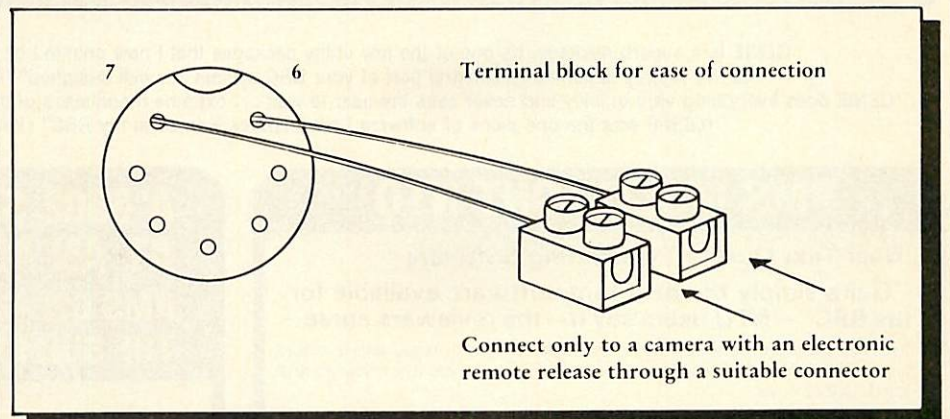 7
6
Terminal block for ease of connection
Connect only to a camera with an electronic
remote release through a suitable connector